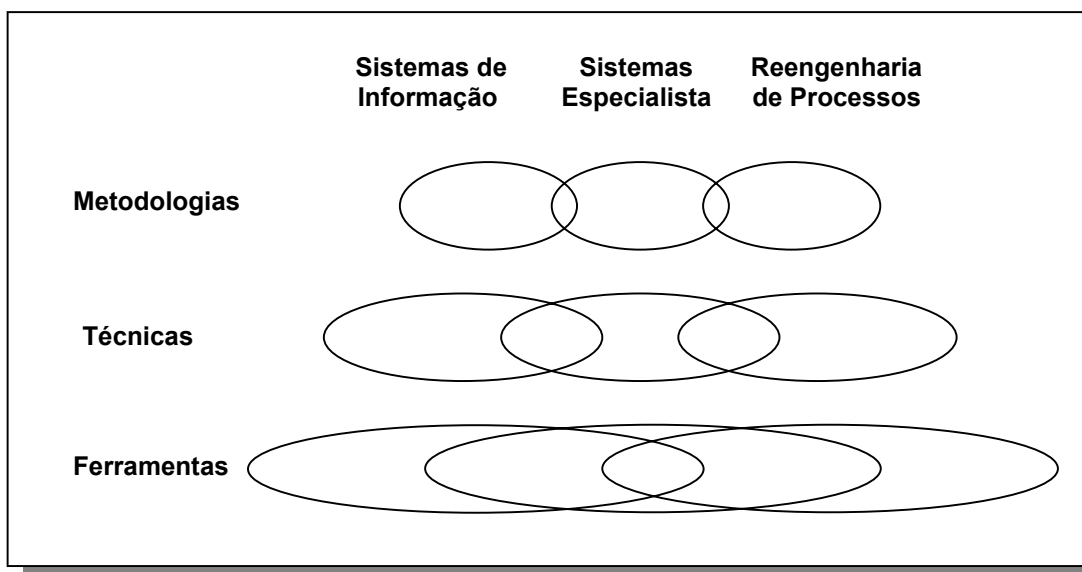 Sistemas de
Informação
Sistemas
Especialista
Reengenharia
de Processos
Metodologias
Técnicas
Ferramentas